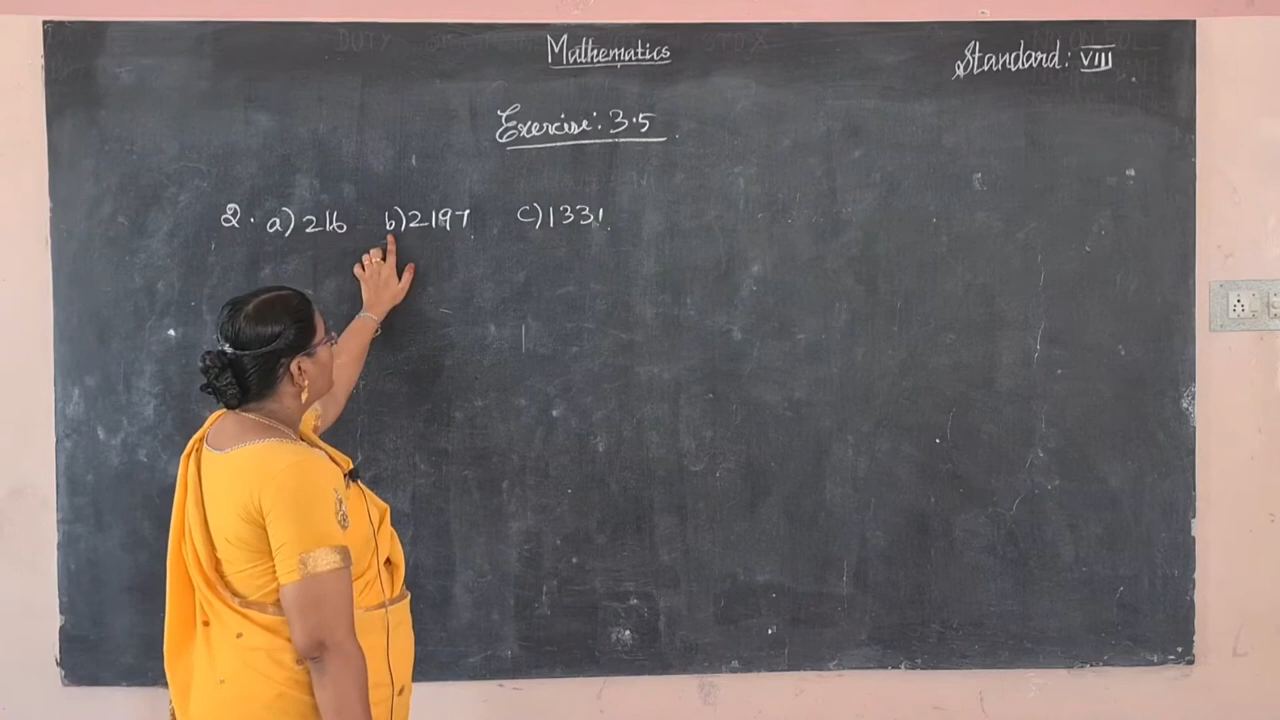 Mathematics
Standard: VIII
Exercise: 3.5
2. a) 216 b) 2197 c) 1331